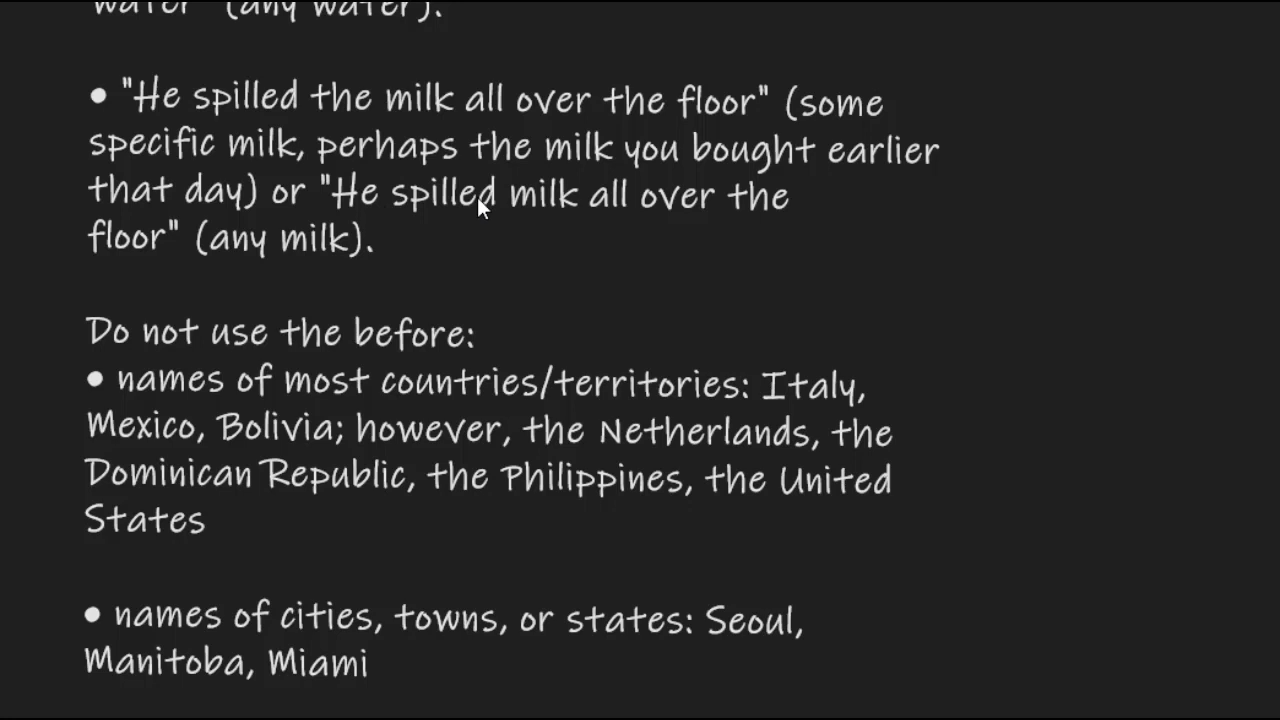 water" (any water).
• "He spilled the milk all over the floor" (some
specific milk, perhaps the milk you bought earlier
that day) or "He spilled milk all over the
floor" (any milk).
Do not use the before:
• names of most countries/territories: Italy,
Mexico, Bolivia; however, the Netherlands, the
Dominican Republic, the Philippines, the United
States
• names of cities, towns, or states: Seoul,
Manitoba, Miami